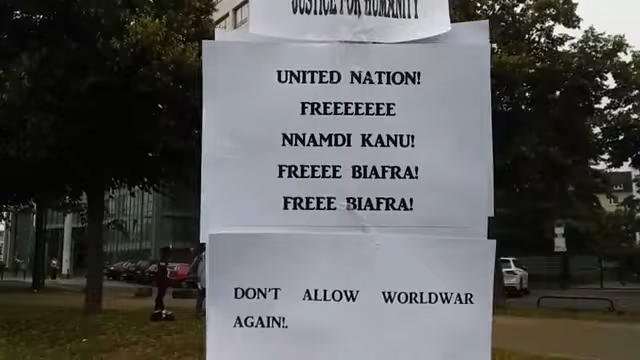 JUSTICE FOR HUMANITY
UNITED NATION!
FREEEEEEE
NNAMDI KANU!
FREEEE BIAFRA!
FREEE BIAFRA!
DON'T ALLOW WORLDWAR
AGAIN!.